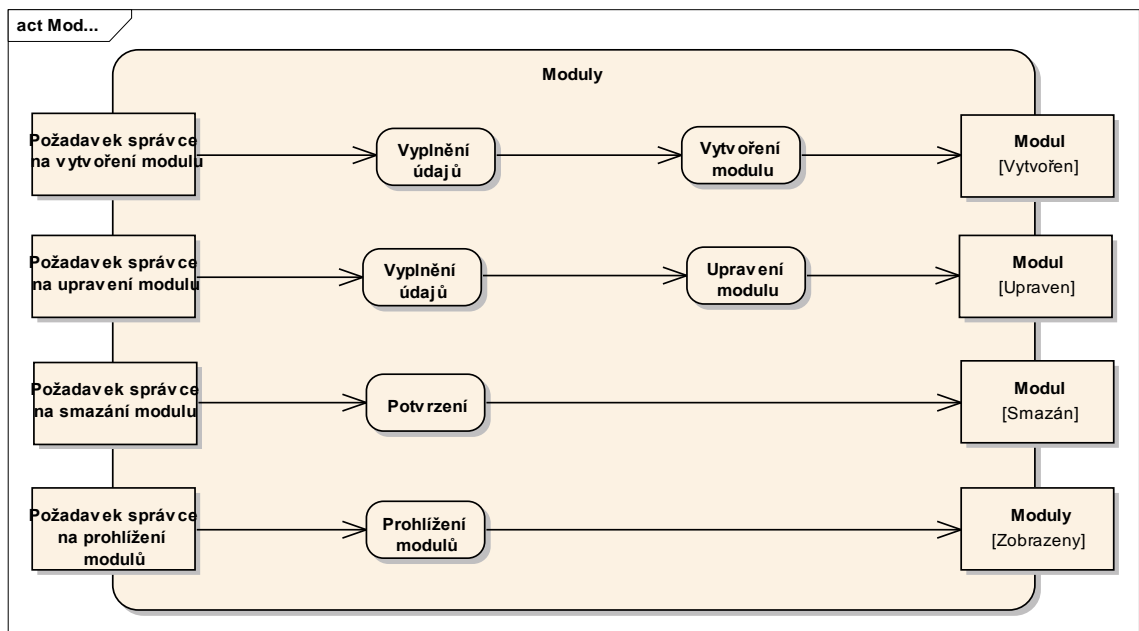 act Mod...
Moduly
Požadavek správce
na vytvoření modulu
Vyplnění
údajů
Vytvoření
modulu
Modul
[Vytvořen]
Požadavek správce
na upravení modulu
Vyplnění
údajů
Upravení
modulu
Modul
[Upraven]
Požadavek správce
na smazání modulu
Potvrzení
Modul
[Smazán]
Požadavek správce
na prohlížení
modulů
Prohlížení
modulů
Moduly
[Zobrazeny]